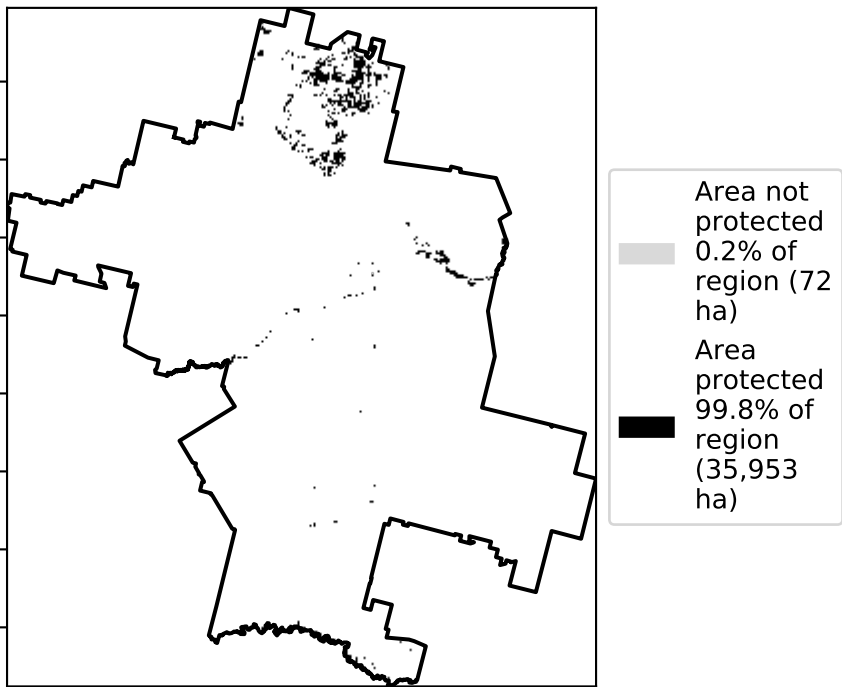 Area not
protected
0.2% of
region (72
ha)
Area
protected
99.8% of
region
(35,953
ha)